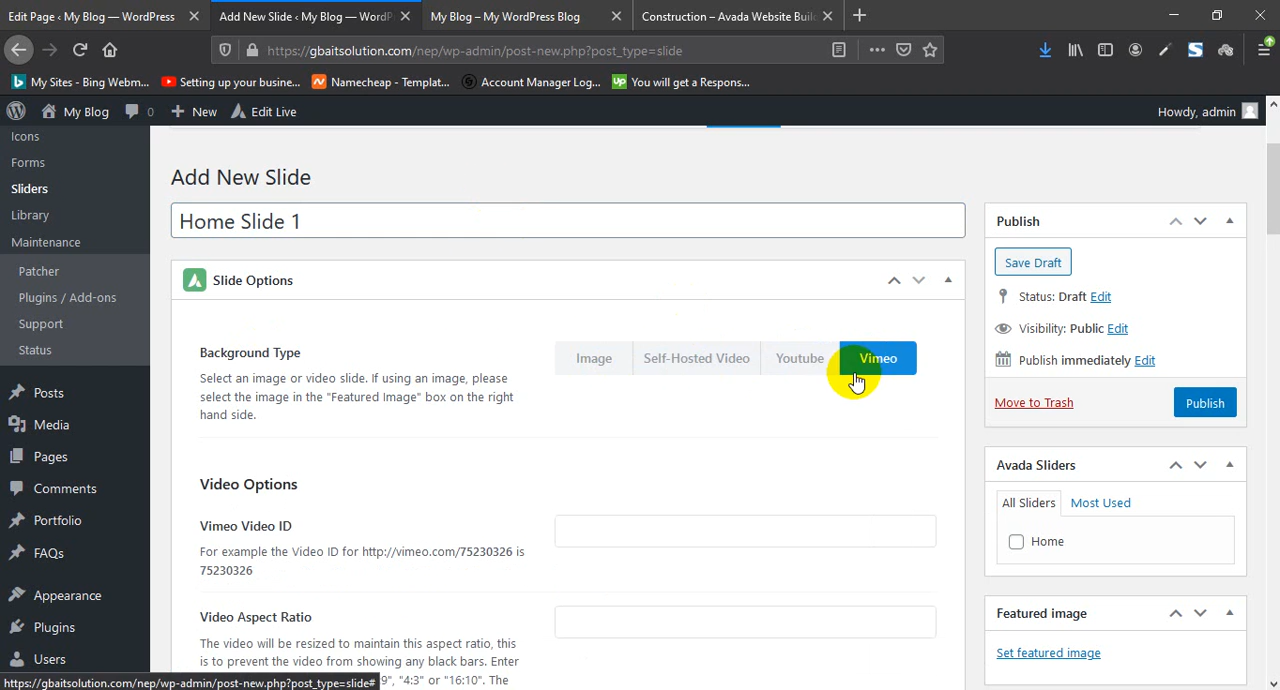 Edit Page ‹ My Blog — WordPress
Add New Slide ‹ My Blog — WordP
My Blog – My WordPress Blog
Construction – Avada Website Buil
https://gbaitsolution.com/nep/wp-admin/post-new.php?post_type=slide
My Sites - Bing Webm...
Setting up your busine...
Namecheap - Templat...
Account Manager Log...
You will get a Respon...
My Blog
0
New
Edit Live
Howdy, admin
Icons
Forms
Sliders
Library
Maintenance
Patcher
Plugins / Add-ons
Support
Status
Posts
Media
Pages
Comments
Portfolio
FAQs
Appearance
Plugins
Users
Add New Slide
Home Slide 1
Slide Options
Background Type
Select an image or video slide. If using an image, please
select the image in the "Featured Image" box on the right
hand side.
Image
Self-Hosted Video
Youtube
Vimeo
Video Options
Vimeo Video ID
For example the Video ID for http://vimeo.com/75230326 is
75230326
Video Aspect Ratio
The video will be resized to maintain this aspect ratio, this
is to prevent the video from showing any black bars. Enter
9", "4:3" or "16:10". The
Publish
Save Draft
Status: Draft Edit
Visibility: Public Edit
Publish immediately Edit
Move to Trash
Publish
Avada Sliders
All Sliders
Most Used
Home
Featured image
Set featured image
https://gbaitsolution.com/nep/wp-admin/post-new.php?post_type=slide#